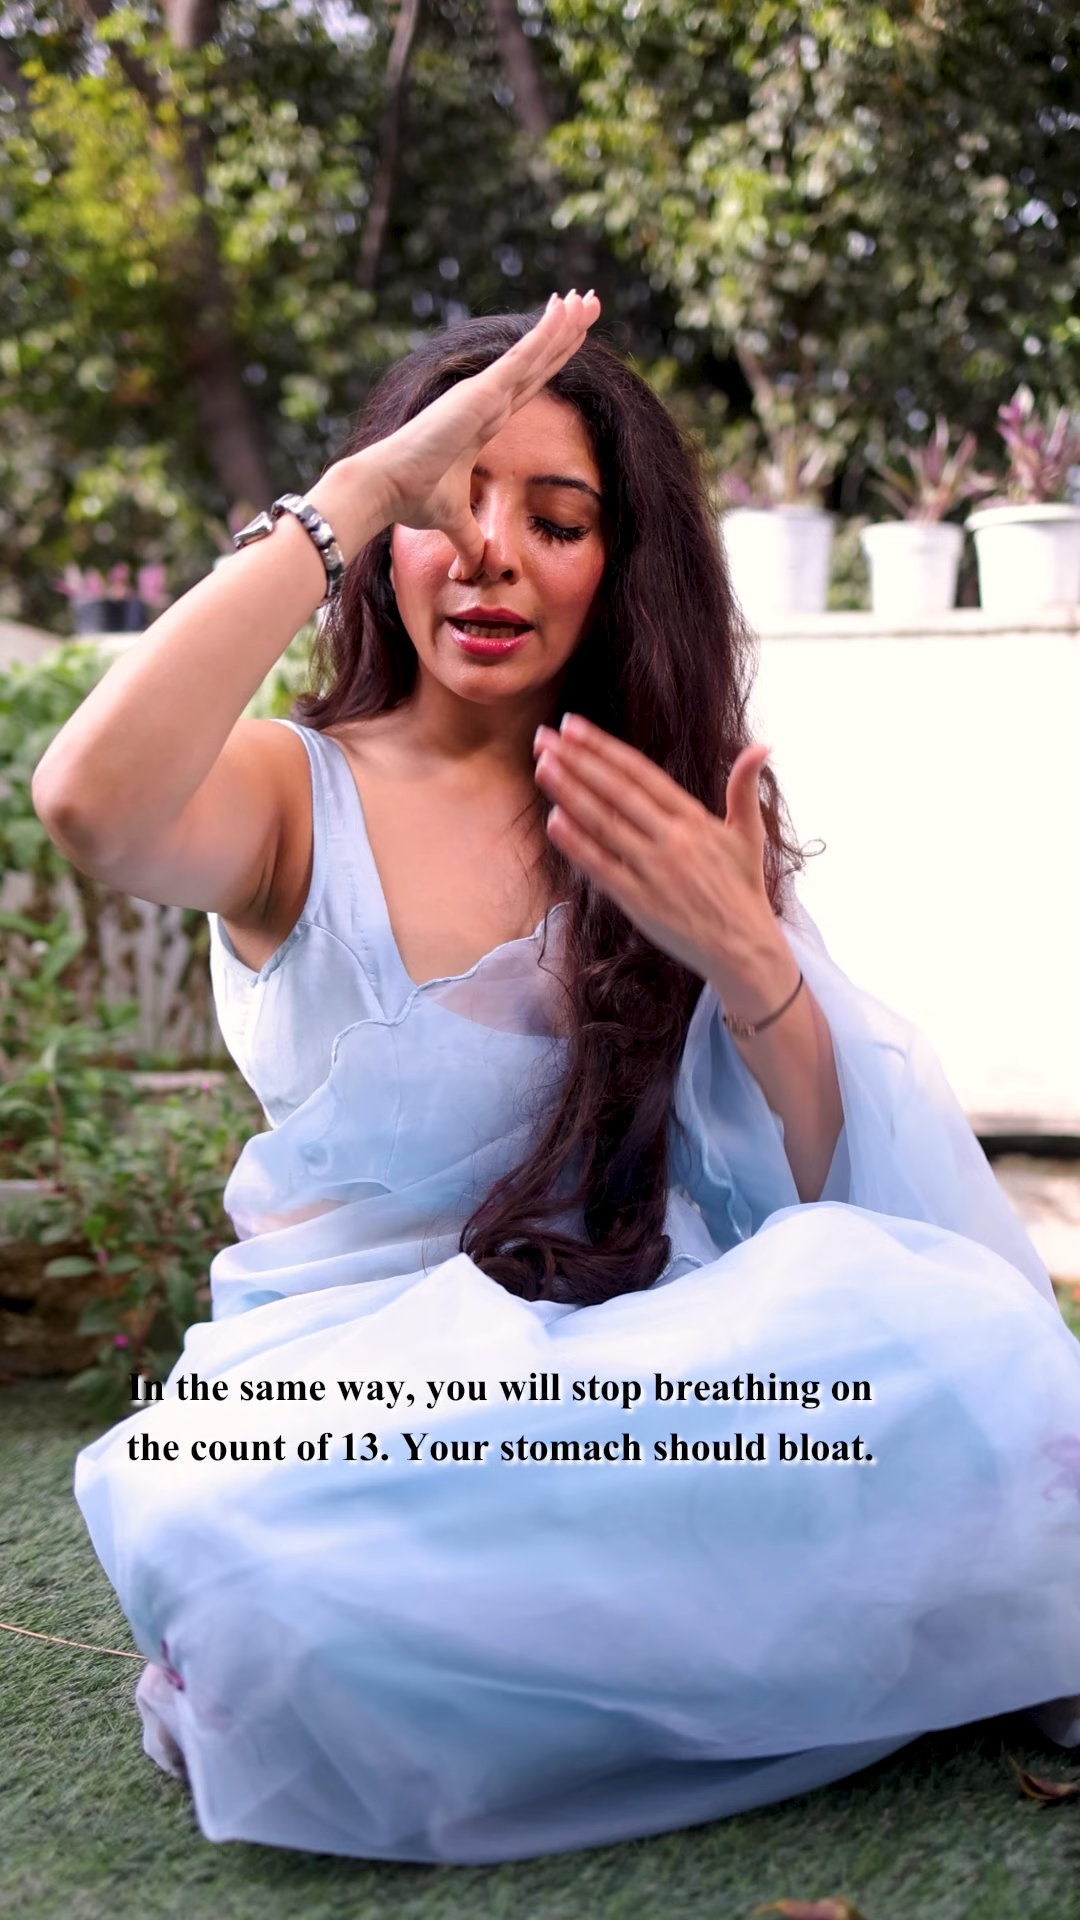 In the same way, you will stop breathing on
the count of 13. Your stomach should bloat.